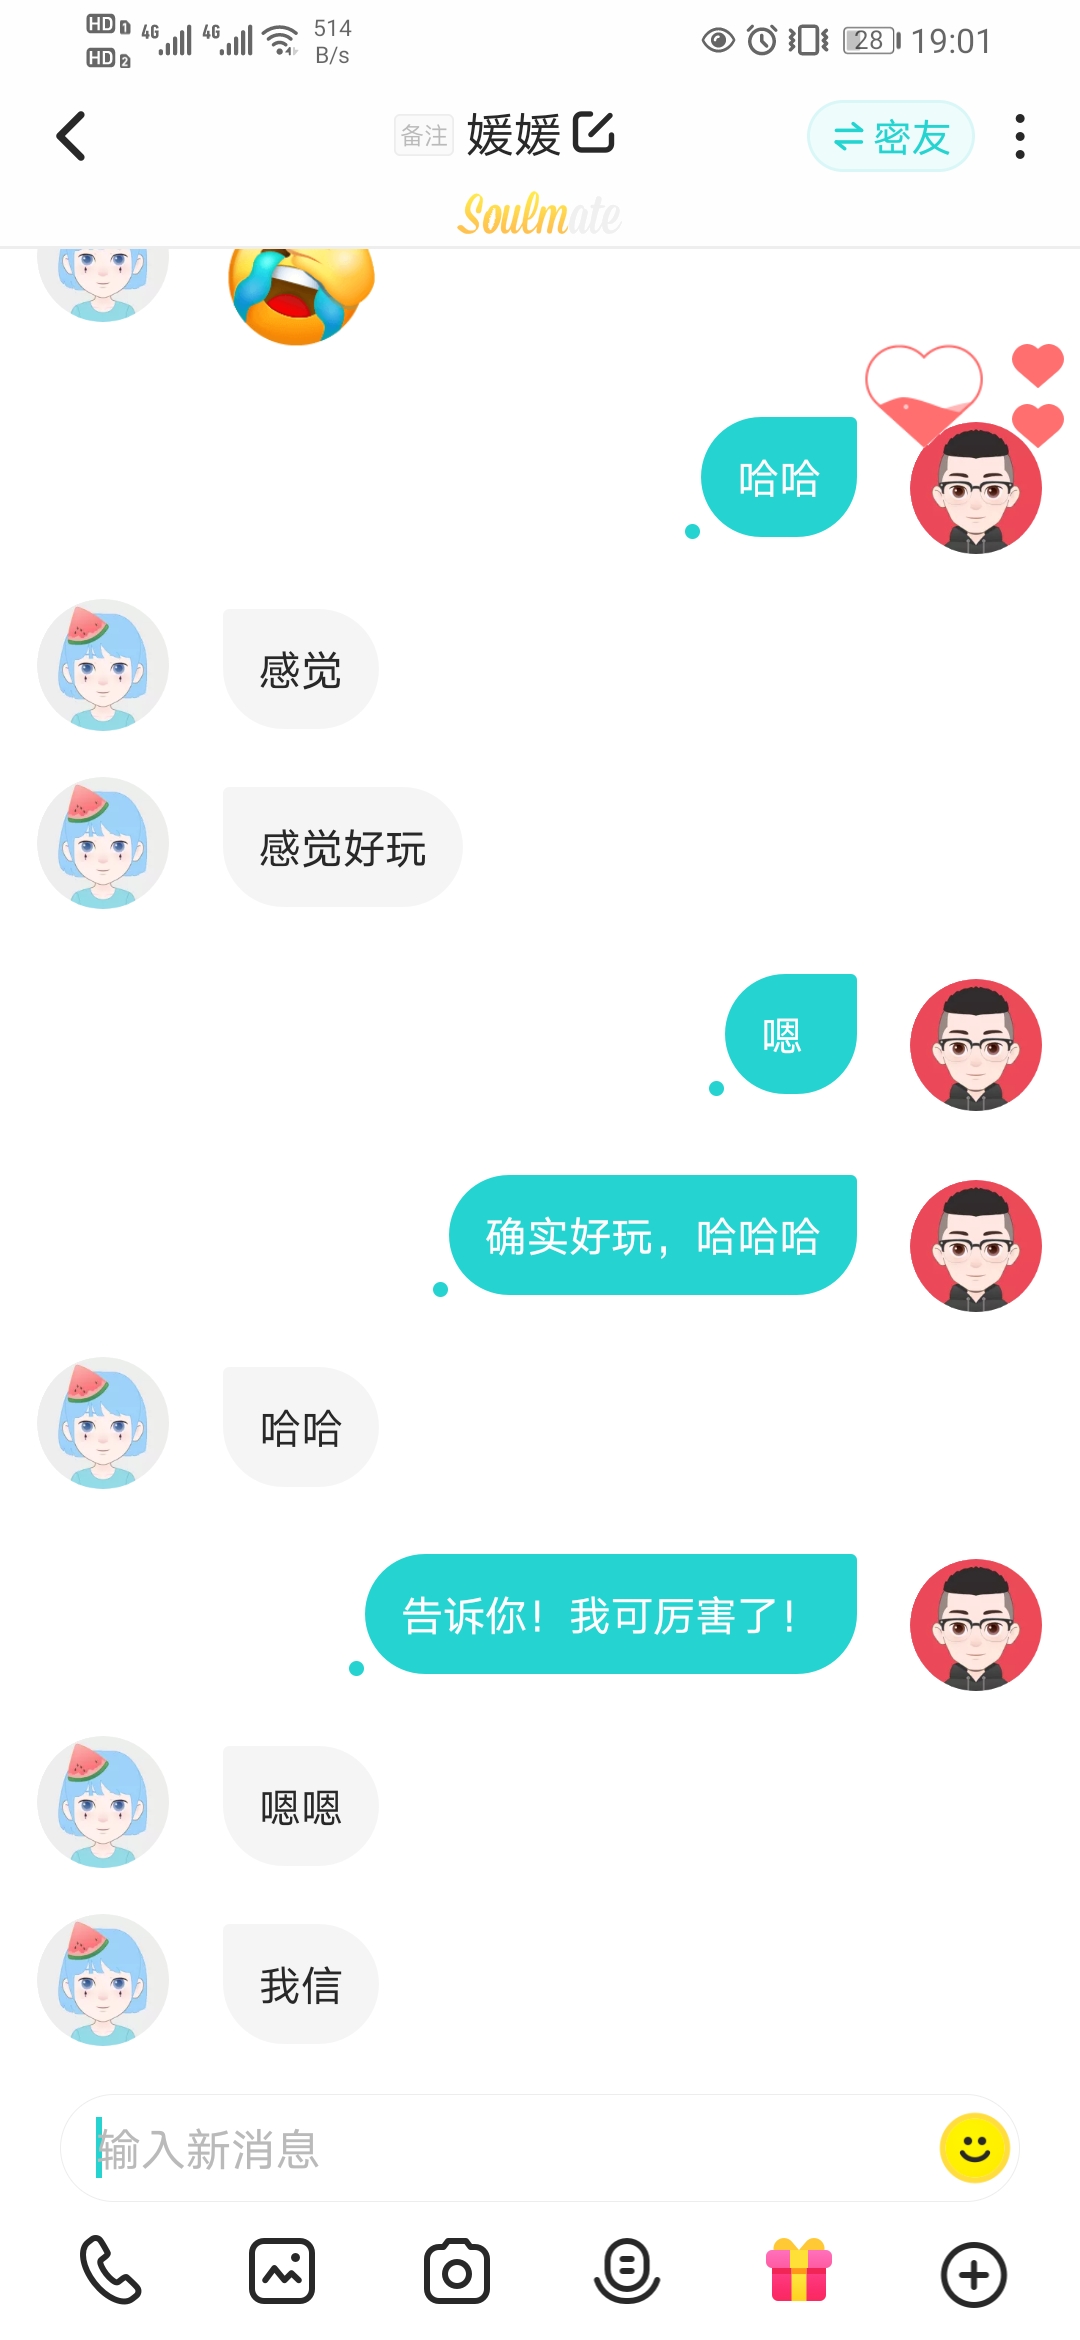 HD 1 4G 4G 514
HD 2 B/s
28 19:01
备注 媛媛 密友
Soulmate
哈哈
感觉
感觉好玩
嗯
确实好玩，哈哈哈
哈哈
告诉你！我可厉害了！
嗯嗯
我信
输入新消息